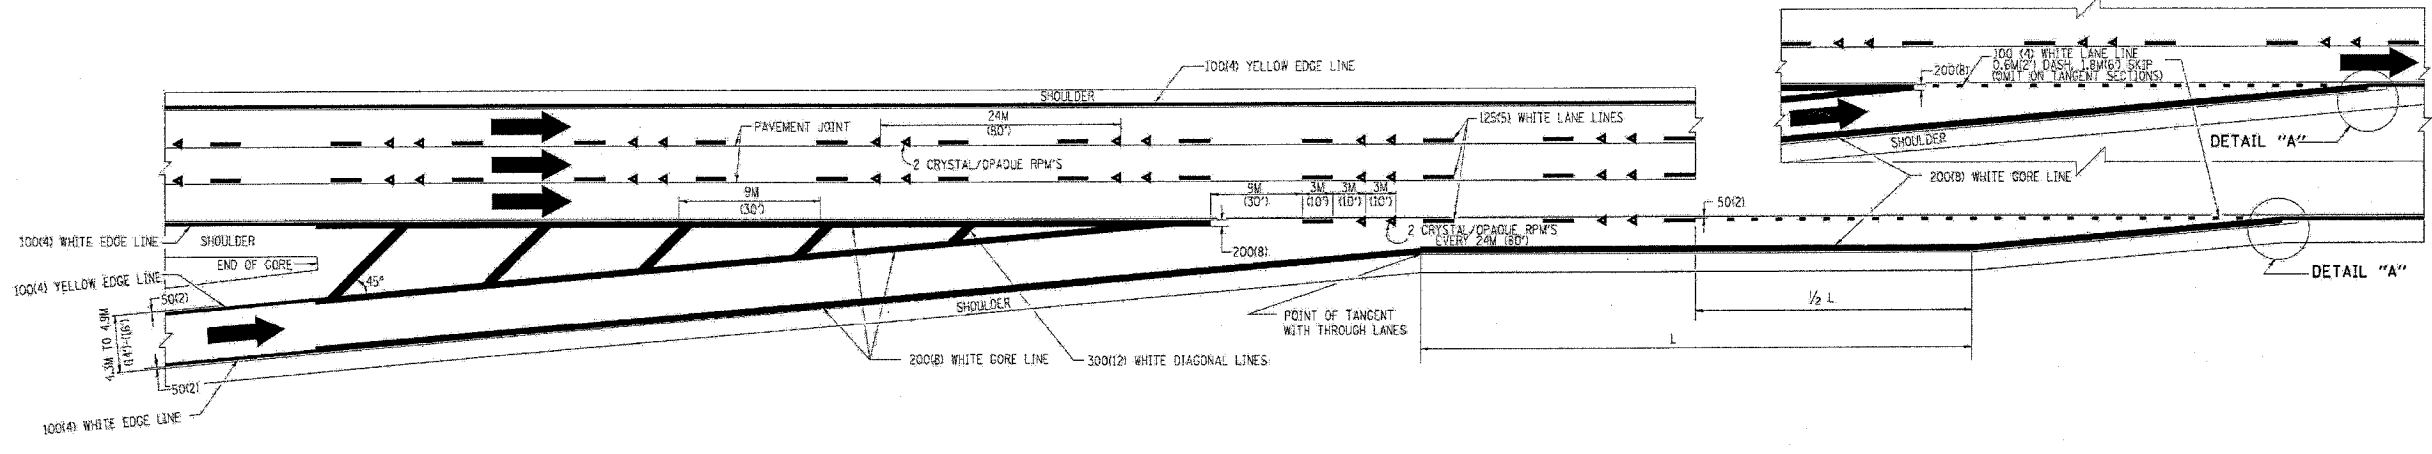 100(4) YELLOW EDGE LINE
SHOULDER
24M
(80')
PAVEMENT JOINT
125(5) WHITE LANE LINES
2 CRYSTAL/OPAQUE RPM'S
9M
(30')
9M
(30')
3M
(10')
3M
(10')
3M
(10')
2 CRYSTAL/OPAQUE RPM'S
EVERY 24M (80')
200(8)
50(2)
100(4) WHITE EDGE LINE
SHOULDER
END OF GORE
100(4) YELLOW EDGE LINE
50(2)
45°
4.3M TO 4.9M
(14')-(16')
50(2)
100(4) WHITE EDGE LINE
SHOULDER
200(8) WHITE GORE LINE
300(12) WHITE DIAGONAL LINES
POINT OF TANGENT
WITH THROUGH LANES
1/2 L
L
DETAIL "A"
200(8)
100 (4) WHITE LANE LINE
0.6M(2') DASH, 1.8M(6') SKIP
(OMIT ON TANGENT SECTIONS)
SHOULDER
DETAIL "A"
200(8) WHITE GORE LINE